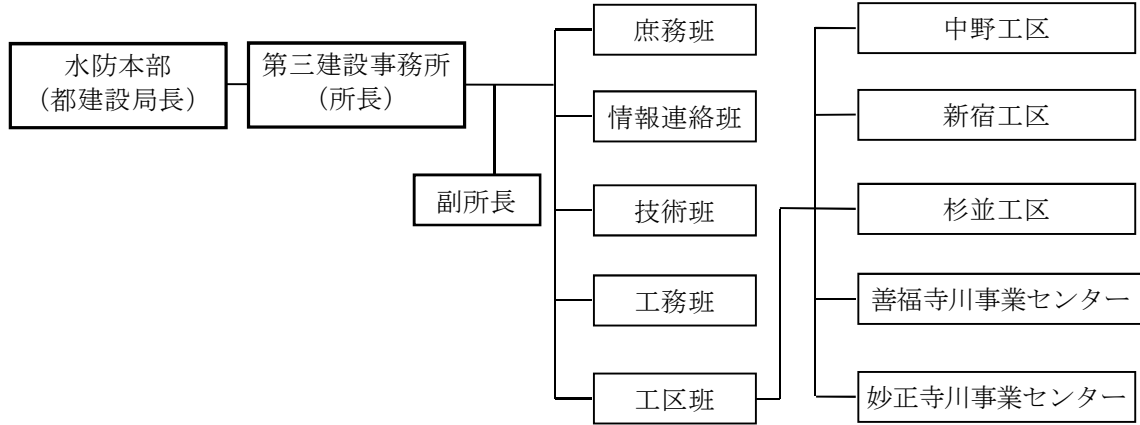 水防本部
（都建設局長）
第三建設事務所
（所長）
副所長
庶務班
情報連絡班
技術班
工務班
工区班
中野工区
新宿工区
杉並工区
善福寺川事業センター
妙正寺川事業センター